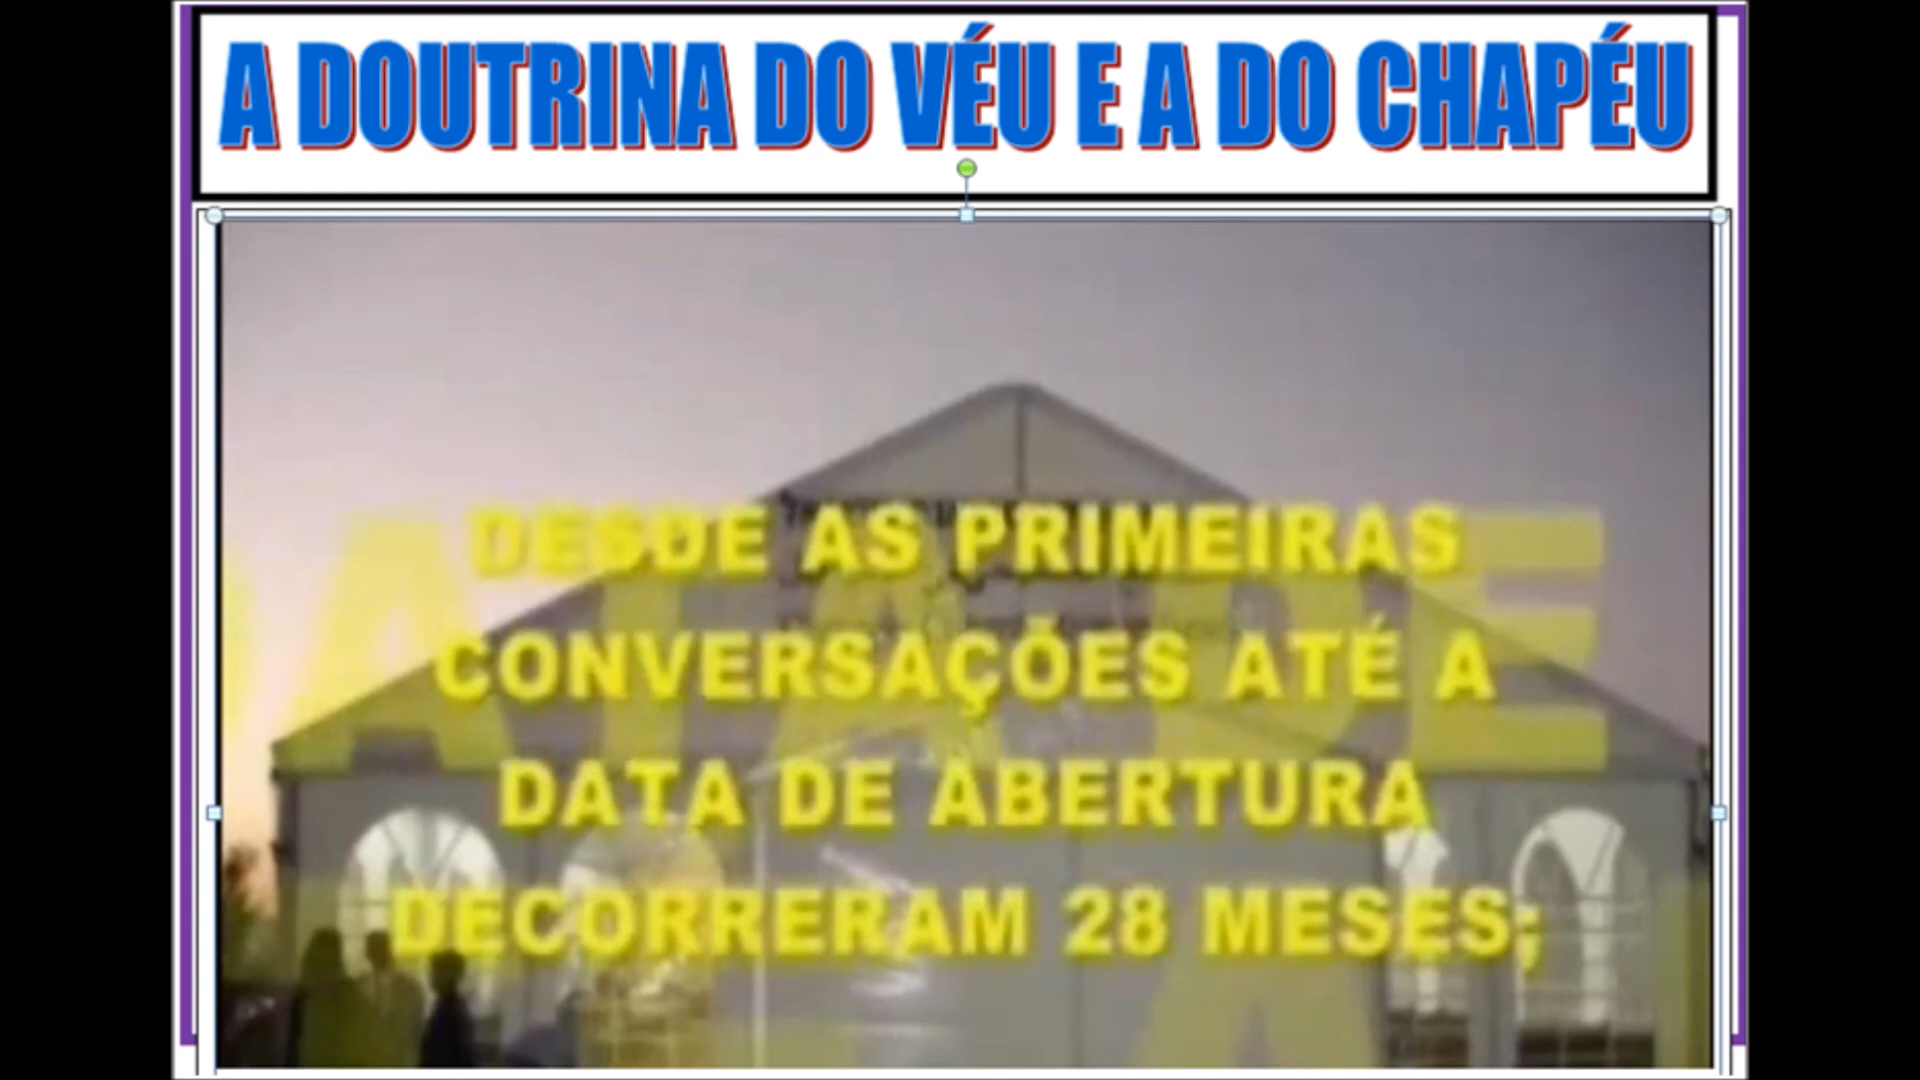 A DOUTRINA DO VÉU E A DO CHAPÉU
DESDE AS PRIMEIRAS
CONVERSAÇÕES ATÉ A
DATA DE ABERTURA
DECORRERAM 28 MESES;